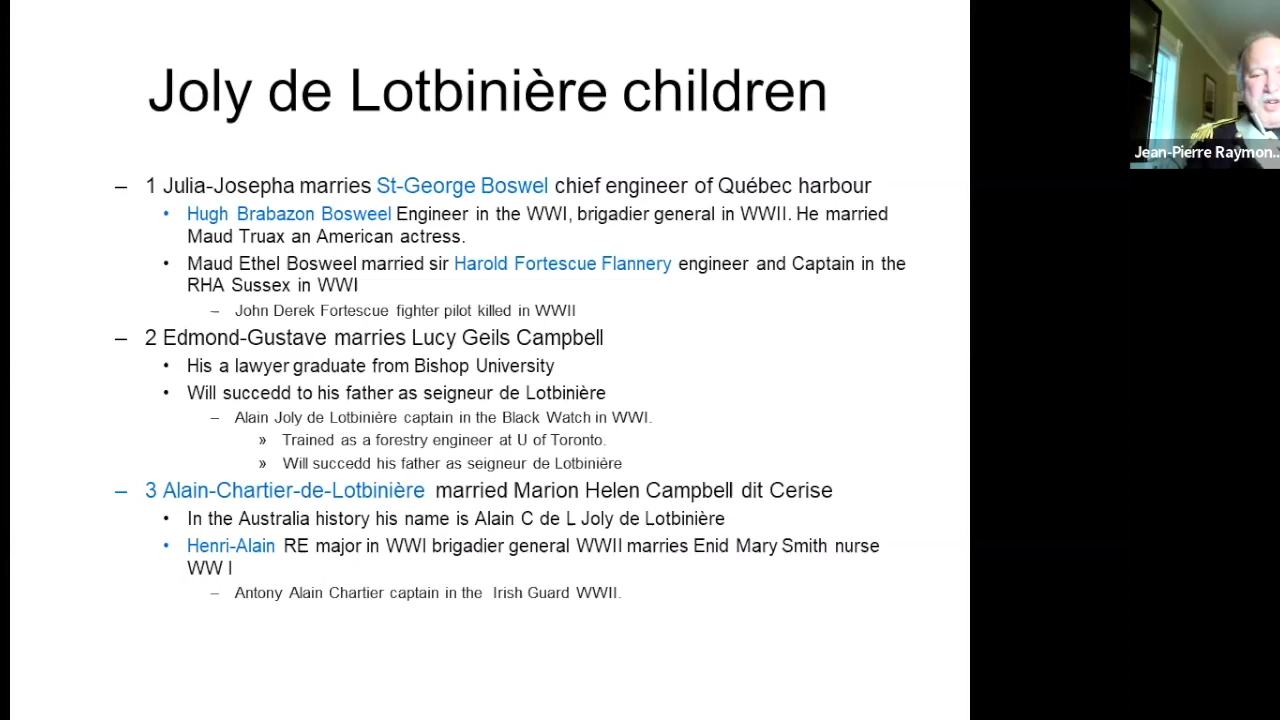 Joly de Lotbinière children
– 1 Julia-Josepha marries St-George Boswel chief engineer of Québec harbour
• Hugh Brabazon Bosweel Engineer in the WWI, brigadier general in WWII. He married
Maud Truax an American actress.
• Maud Ethel Bosweel married sir Harold Fortescue Flannery engineer and Captain in the
RHA Sussex in WWI
– John Derek Fortescue fighter pilot killed in WWII
– 2 Edmond-Gustave marries Lucy Geils Campbell
• His a lawyer graduate from Bishop University
• Will succedd to his father as seigneur de Lotbinière
– Alain Joly de Lotbinière captain in the Black Watch in WWI.
» Trained as a forestry engineer at U of Toronto.
» Will succedd his father as seigneur de Lotbinière
– 3 Alain-Chartier-de-Lotbinière married Marion Helen Campbell dit Cerise
• In the Australia history his name is Alain C de L Joly de Lotbinière
• Henri-Alain RE major in WWI brigadier general WWII marries Enid Mary Smith nurse
WW I
– Antony Alain Chartier captain in the Irish Guard WWII.
Jean-Pierre Raymon...